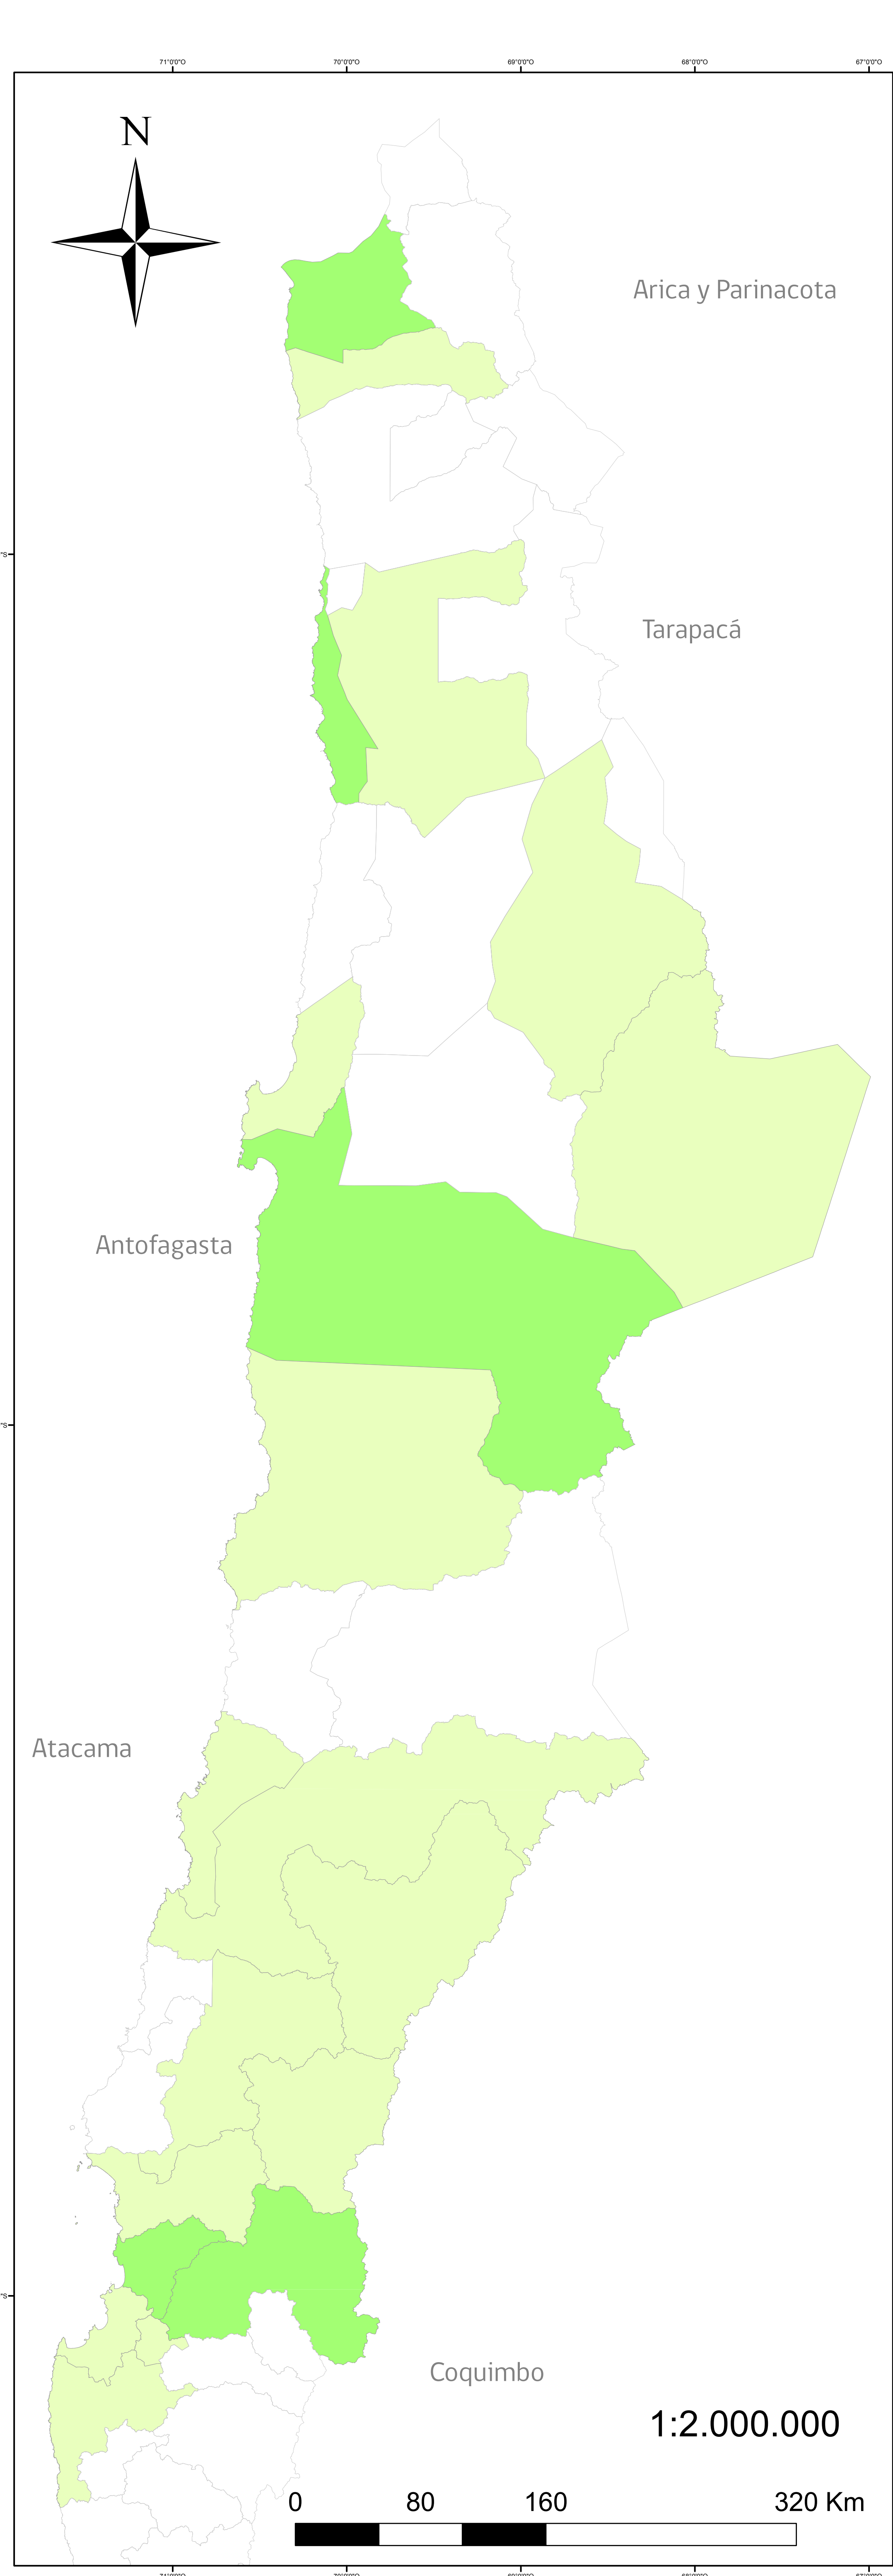 71°0'0"O 70°0'0"O 69°0'0"O 68°0'0"O 67°0'0"O
N
Arica y Parinacota
Tarapacá
Antofagasta
Atacama
Coquimbo
1:2.000.000
0 80 160 320 Km